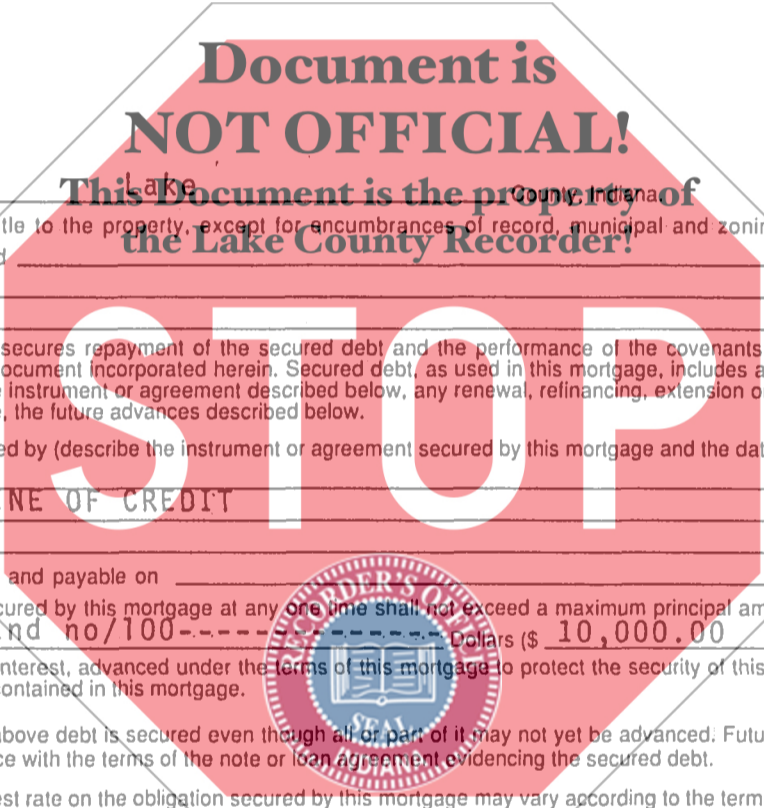 Document is
NOT OFFICIAL!
This Document is the property of
Lake County, Indiana.
the Lake County Recorder!
tle to the property, except for encumbrances of record, municipal and zonin
d
STOP
secures repayment of the secured debt and the performance of the covenants
ocument incorporated herein. Secured debt, as used in this mortgage, includes a
instrument or agreement described below, any renewal, refinancing, extension o
, the future advances described below.
ed by (describe the instrument or agreement secured by this mortgage and the dat
NE OF CREDIT
and payable on
cured by this mortgage at any one time shall not exceed a maximum principal am
nd no/100------------- Dollars ($ 10,000.00
nterest, advanced under the terms of this mortgage to protect the security of this
ontained in this mortgage.
RECORDER'S OFFICE
SEAL
INDIANA
above debt is secured even though all or part of it may not yet be advanced. Futu
ce with the terms of the note or loan agreement evidencing the secured debt.
est rate on the obligation secured by this mortgage may vary according to the term